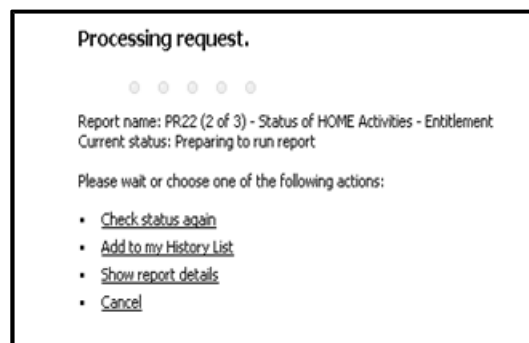 Processing request.
Report name: PR22 (2 of 3) - Status of HOME Activities - Entitlement
Current status: Preparing to run report
Please wait or choose one of the following actions:
• Check status again
• Add to my History List
• Show report details
• Cancel